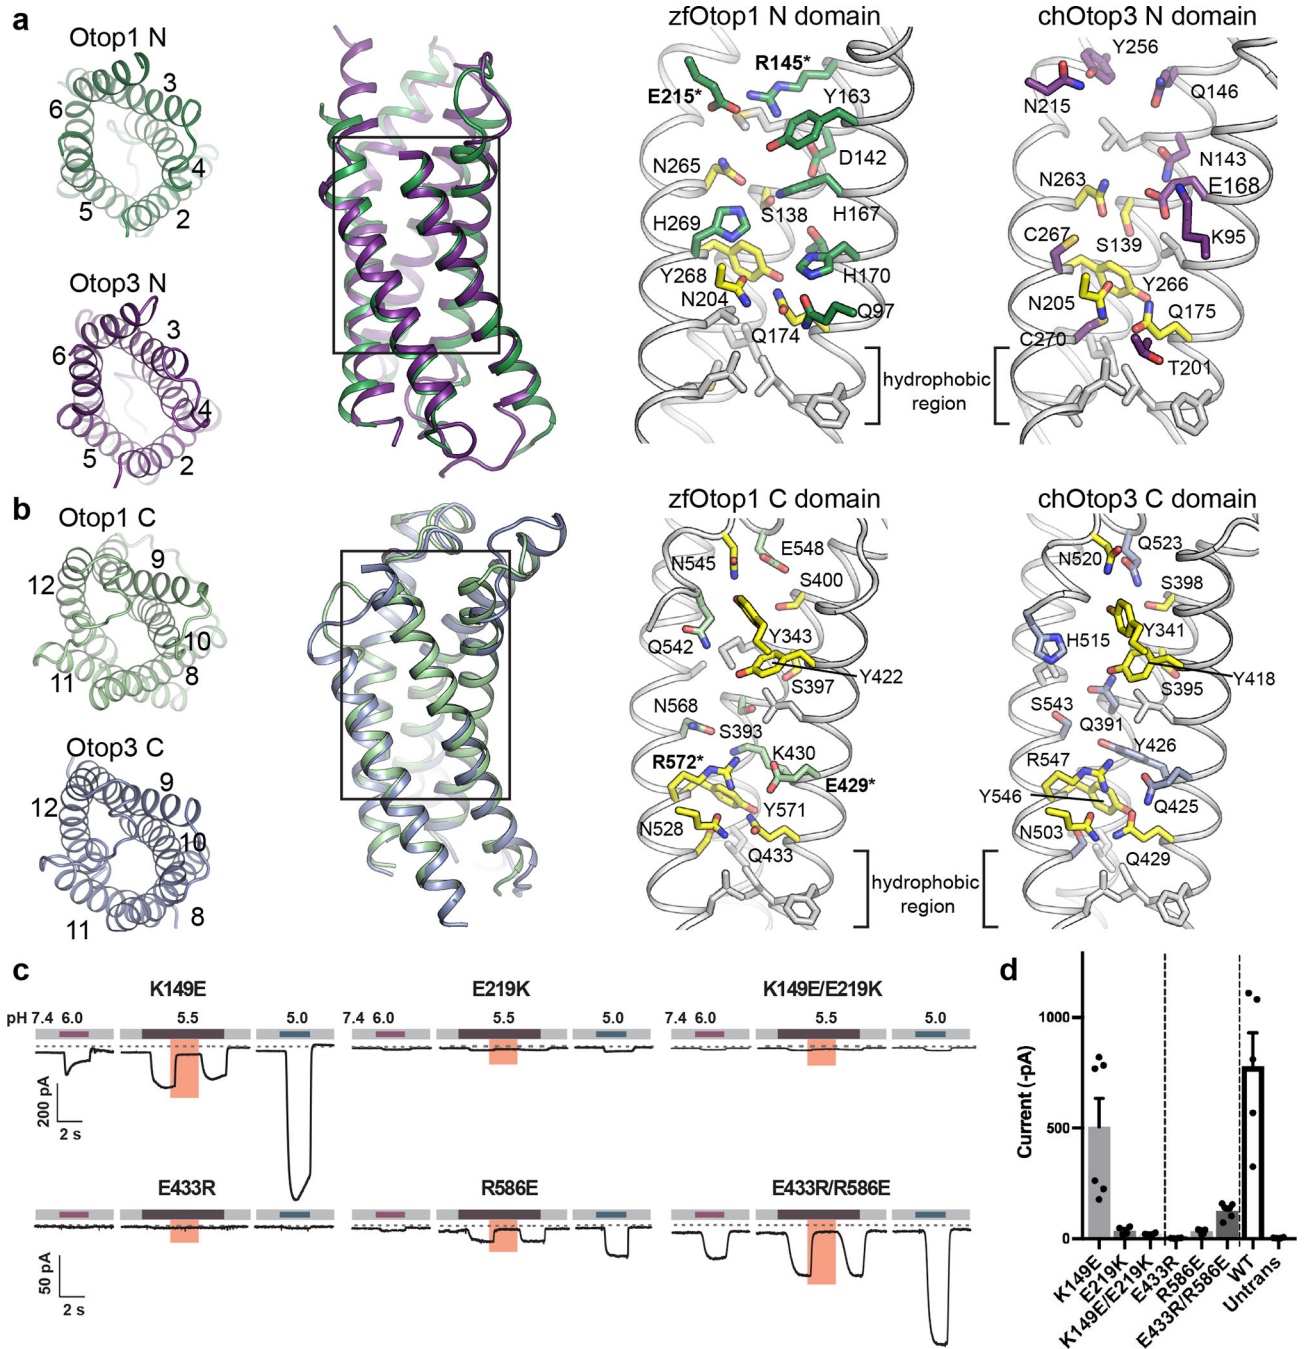 a
Otop1 N
3
6
4
5
2
Otop3 N
3
6
4
5
2
zfOtop1 N domain
R145*
E215*
Y163
D142
N265
S138
H167
H269
Y268
H170
N204
Q97
Q174
hydrophobic
region
chOtop3 N domain
Y256
N215
Q146
N143
N263
E168
C267
S139
K95
Y266
N205
Q175
C270
T201
b
Otop1 C
9
12
10
11
8
Otop3 C
9
12
10
11
8
zfOtop1 C domain
N545
E548
S400
Y343
Q542
Y422
S397
N568
S393
K430
R572*
E429*
Y571
N528
Q433
hydrophobic
region
chOtop3 C domain
Q523
N520
S398
Y341
H515
Y418
S395
S543
Q391
Y426
R547
Y546
Q425
N503
Q429
c
K149E
E219K
K149E/E219K
pH 7.4 6.0 5.5 5.0 7.4 6.0 5.5 5.0 7.4 6.0 5.5 5.0
200 pA
2 s
E433R
R586E
E433R/R586E
50 pA
2 s
d
Current (-pA)
1000
500
0
K149E
E219K
K149E/E219K
E433R
R586E
E433R/R586E
WT
Untrans